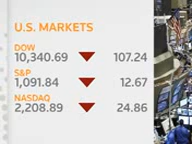 U.S. MARKETS
DOW
10,340.69 107.24
S&P
1,091.84 12.67
NASDAQ
2,208.89 24.86